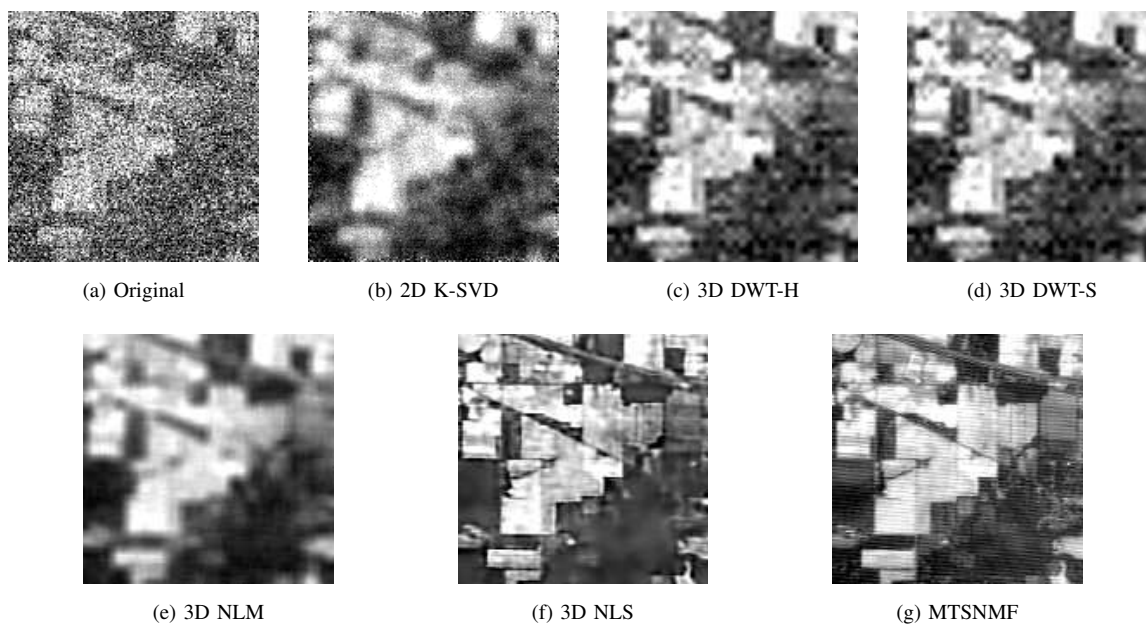 (a) Original
(b) 2D K-SVD
(c) 3D DWT-H
(d) 3D DWT-S
(e) 3D NLM
(f) 3D NLS
(g) MTSNMF